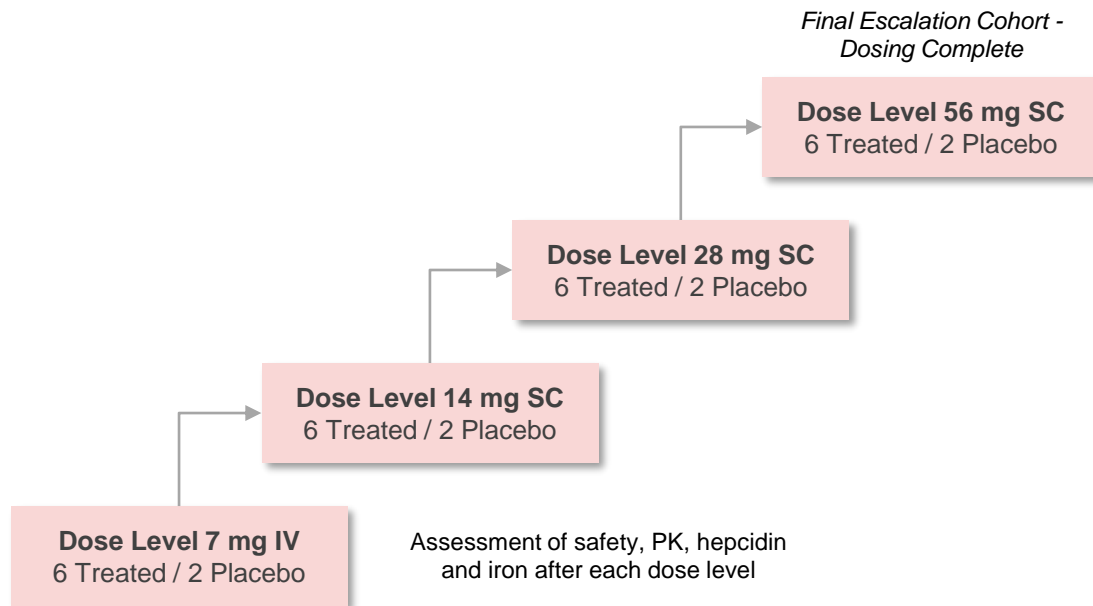 Final Escalation Cohort -
Dosing Complete
Dose Level 56 mg SC
6 Treated / 2 Placebo
Dose Level 28 mg SC
6 Treated / 2 Placebo
Dose Level 14 mg SC
6 Treated / 2 Placebo
Dose Level 7 mg IV
6 Treated / 2 Placebo
Assessment of safety, PK, hepcidin
and iron after each dose level